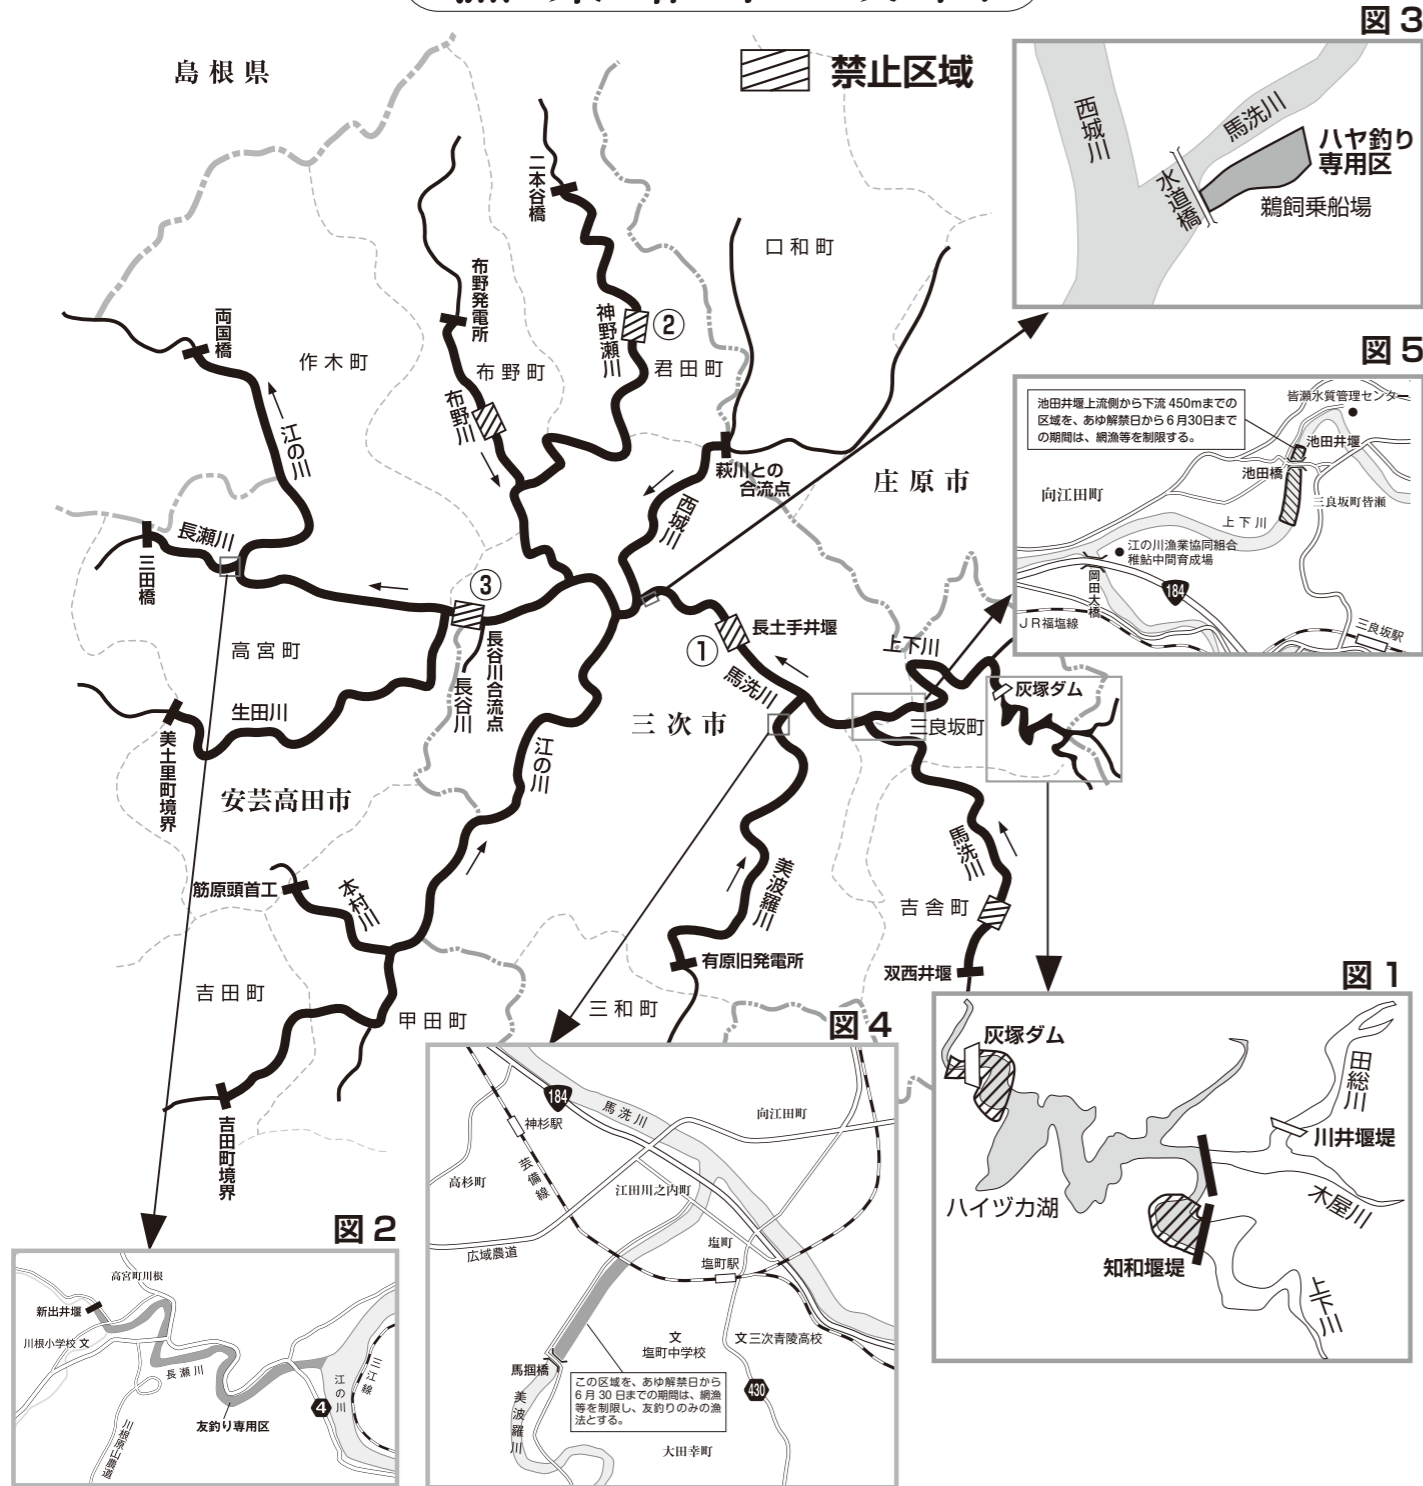 図 3
島根県
禁止区域
西城川
馬洗川
ハヤ釣り
専用区
水道橋
鵜飼乗船場
二本谷橋
口和町
布野発電所
神野瀬川
②
両国橋
作木町
布野町
君田町
布野川
江の川
図 5
池田井堰上流側から下流 450mまでの
区域を、あゆ解禁日から 6 月30日まで
の期間は、網漁等を制限する。
皆瀬水質管理センター
池田井堰
池田橋
向江田町
三良坂町皆瀬
上下川
江の川漁業協同組合
稚鮎中間育成場
岡田大橋
184
JR福塩線
三良坂駅
萩川との
合流点
庄原市
西城川
長瀬川
三田橋
③
高宮町
長谷川合流点
長谷川
①
長土手井堰
馬洗川
上下川
灰塚ダム
三次市
三良坂町
生田川
美土里町境界
江の川
安芸高田市
筋原頭首工
本村川
馬洗川
美波羅川
吉舎町
有原旧発電所
双西井堰
吉田町
甲田町
三和町
吉田町境界
図 1
灰塚ダム
田総川
川井堰堤
ハイヅカ湖
木屋川
知和堰堤
上下川
図 4
184
馬洗川
向江田町
神杉駅
芸備線
高杉町
江田川之内町
広域農道
塩町
塩町駅
文
塩町中学校
文 三次青陵高校
馬掴橋
この区域を、あゆ解禁日から
6 月 30 日までの期間は、網漁
等を制限し、友釣りのみの漁
法とする。
430
美波羅川
大田幸町
図 2
高宮町川根
新出井堰
川根小学校 文
長瀬川
江の川
三江線
4
友釣り専用区
川根原山農道